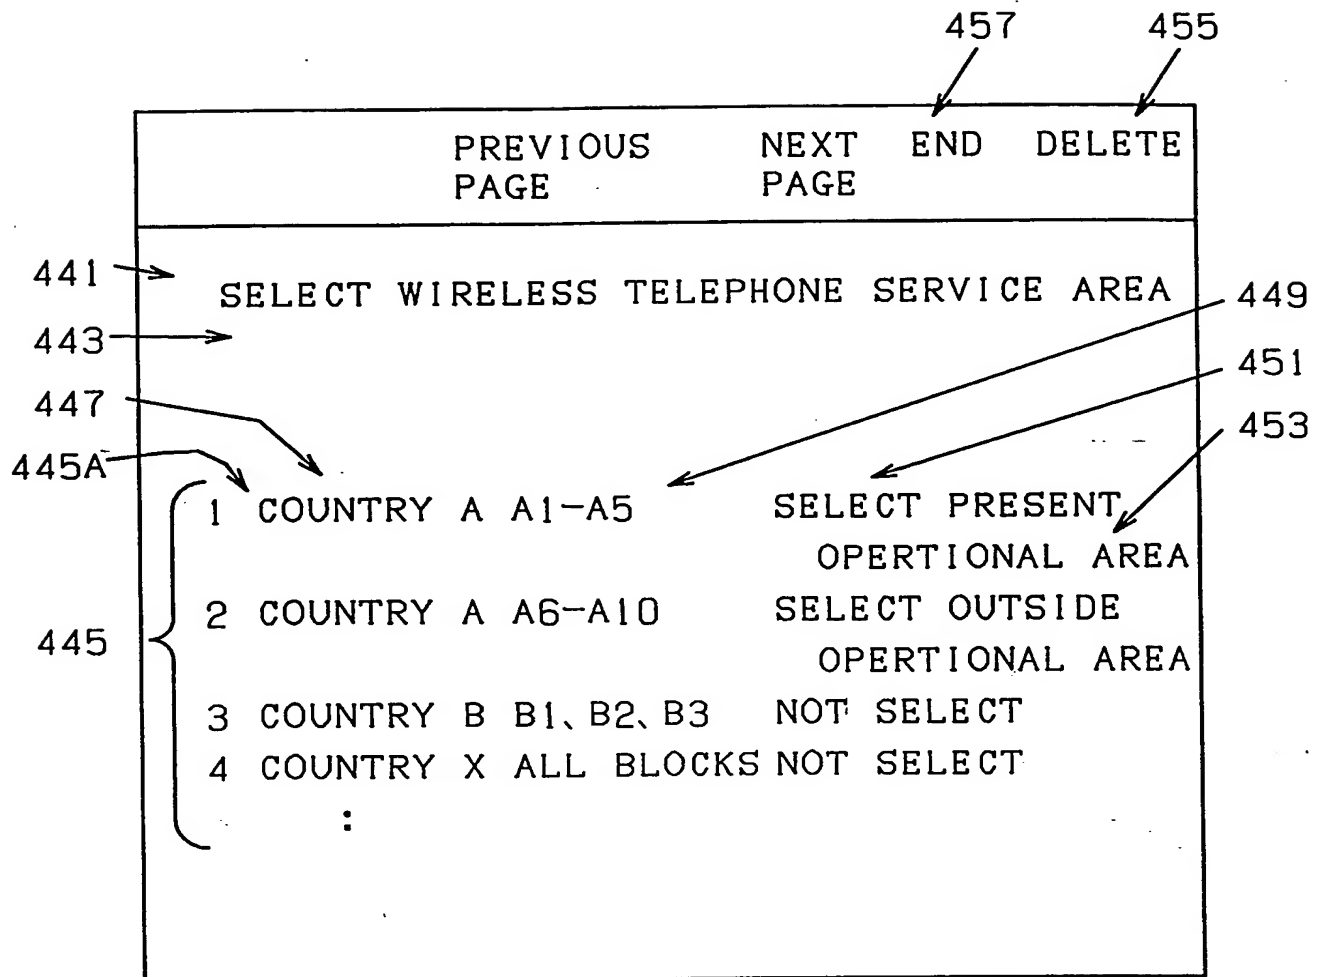 457 455
PREVIOUS NEXT END DELETE
PAGE PAGE
441
SELECT WIRELESS TELEPHONE SERVICE AREA
449
443
451
447
453
445A
1 COUNTRY A A1-A5 SELECT PRESENT
OPERTIONAL AREA
2 COUNTRY A A6-A10 SELECT OUTSIDE
OPERTIONAL AREA
445
3 COUNTRY B B1、B2、B3 NOT SELECT
4 COUNTRY X ALL BLOCKS NOT SELECT
: